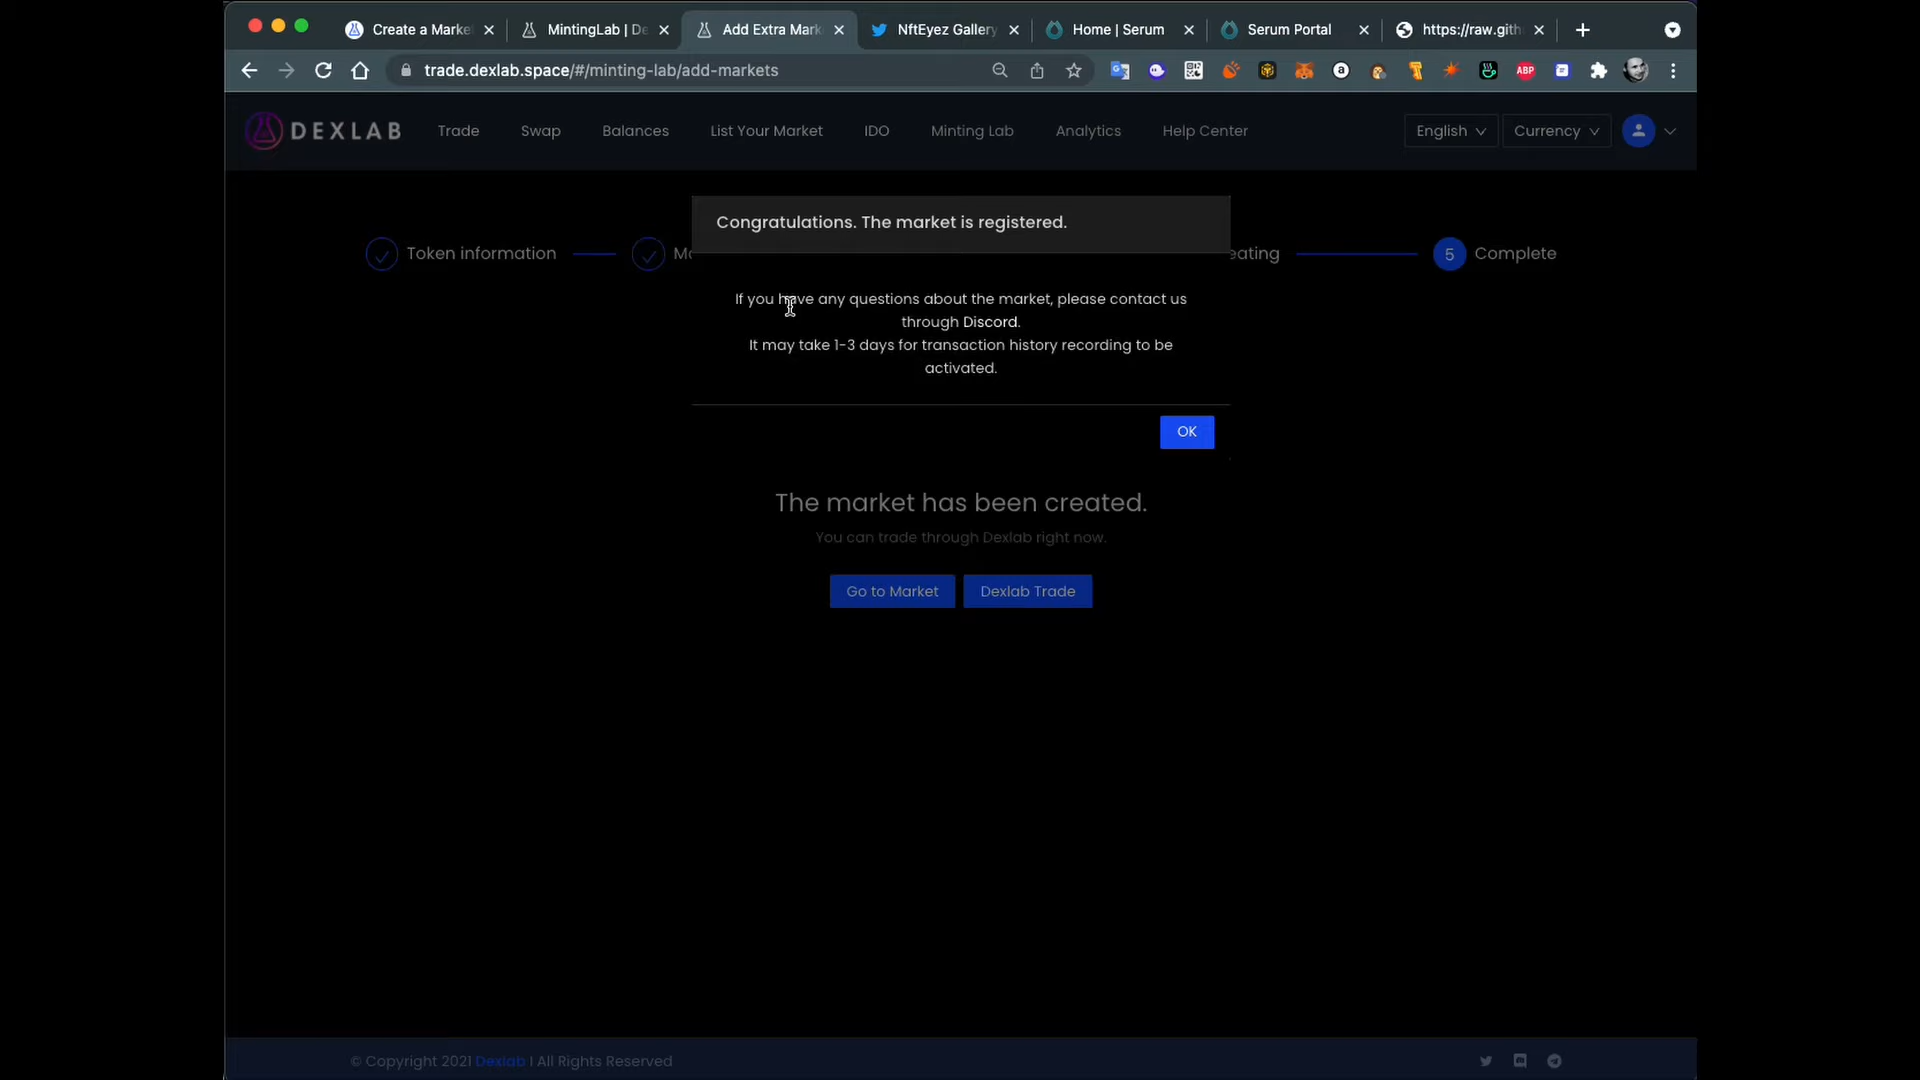 Create a Marke
MintingLab | De
Add Extra Mark
NftEyez Gallery
Home | Serum
Serum Portal
https://raw.gith
trade.dexlab.space/#/minting-lab/add-markets
ABP
DEXLAB
Trade
Swap
Balances
List Your Market
IDO
Minting Lab
Analytics
Help Center
English
Currency
Congratulations. The market is registered.
Token information
eating
5
Complete
If you have any questions about the market, please contact us
through Discord.
It may take 1-3 days for transaction history recording to be
activated.
OK
The market has been created.
You can trade through Dexlab right now.
Go to Market
Dexlab Trade
© Copyright 2021 Dexlab | All Rights Reserved